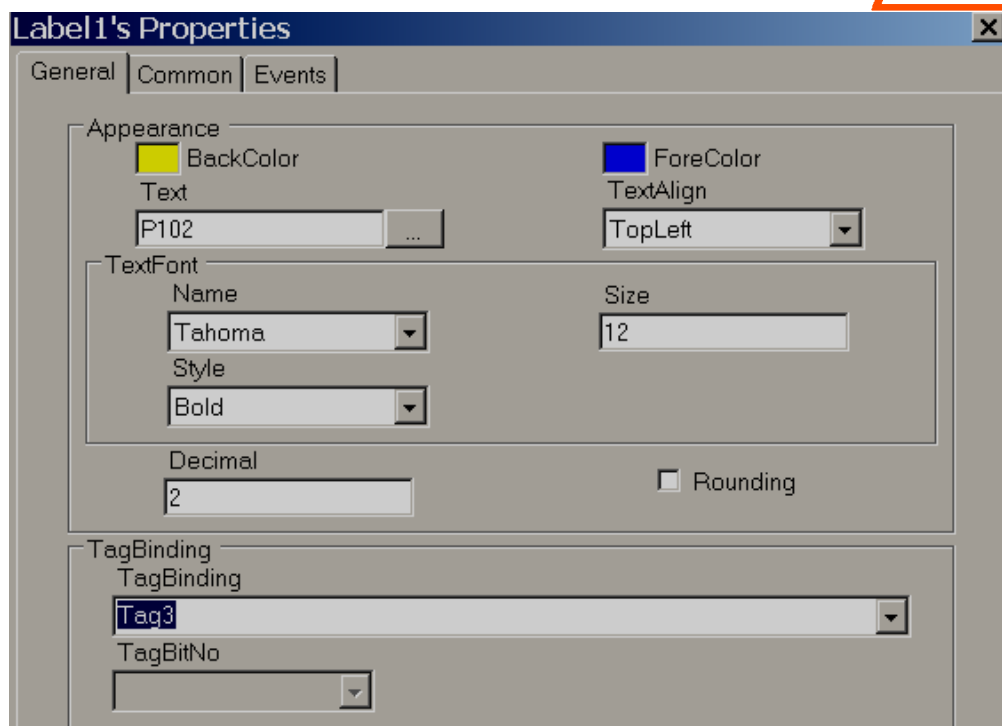 Label1's Properties
General Common Events
Appearance
BackColor ForeColor
Text TextAlign
P102 ... TopLeft
TextFont
Name Size
Tahoma 12
Style
Bold
Decimal
2 Rounding
TagBinding
TagBinding
Tag3
TagBitNo